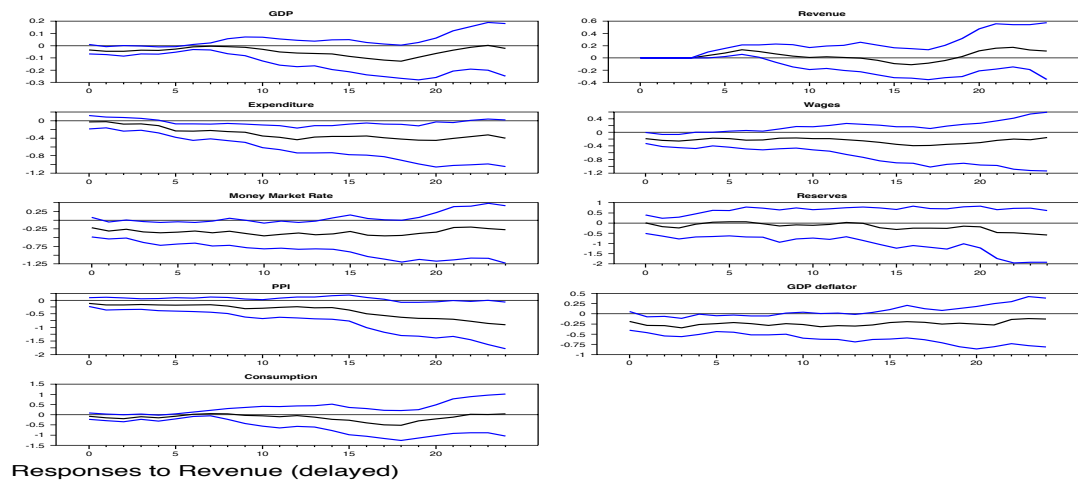 GDP
0.2
0.1
0
-0.1
-0.2
-0.3
0 5 10 15 20
Revenue
0.6
0.4
0.2
0
-0.2
-0.4
0 5 10 15 20
Expenditure
0
-0.4
-0.8
-1.2
0 5 10 15 20
Wages
0.4
0
-0.4
-0.8
-1.2
0 5 10 15 20
Money Market Rate
0.25
-0.25
-0.75
-1.25
0 5 10 15 20
Reserves
1
0.5
0
-0.5
-1
-1.5
-2
0 5 10 15 20
PPI
0
-0.5
-1
-1.5
-2
0 5 10 15 20
GDP deflator
0.5
0.25
0
-0.25
-0.5
-0.75
-1
0 5 10 15 20
Consumption
1.5
1
0.5
0
-0.5
-1
-1.5
0 5 10 15 20
Responses to Revenue (delayed)